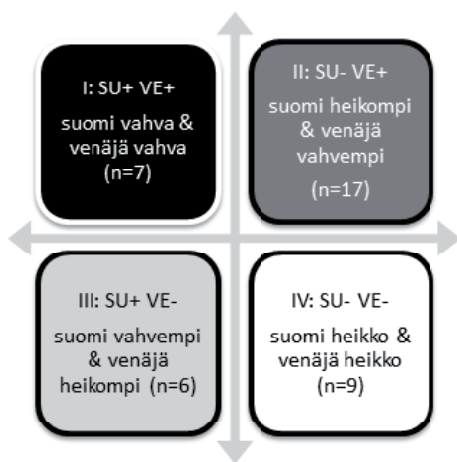 I: SU+ VE+
suomi vahva &
venäjä vahva
(n=7)
II: SU- VE+
suomi heikompi
& venäjä
vahvempi
(n=17)
III: SU+ VE-
suomi vahvempi
& venäjä
heikompi (n=6)
IV: SU- VE-
suomi heikko &
venäjä heikko
(n=9)